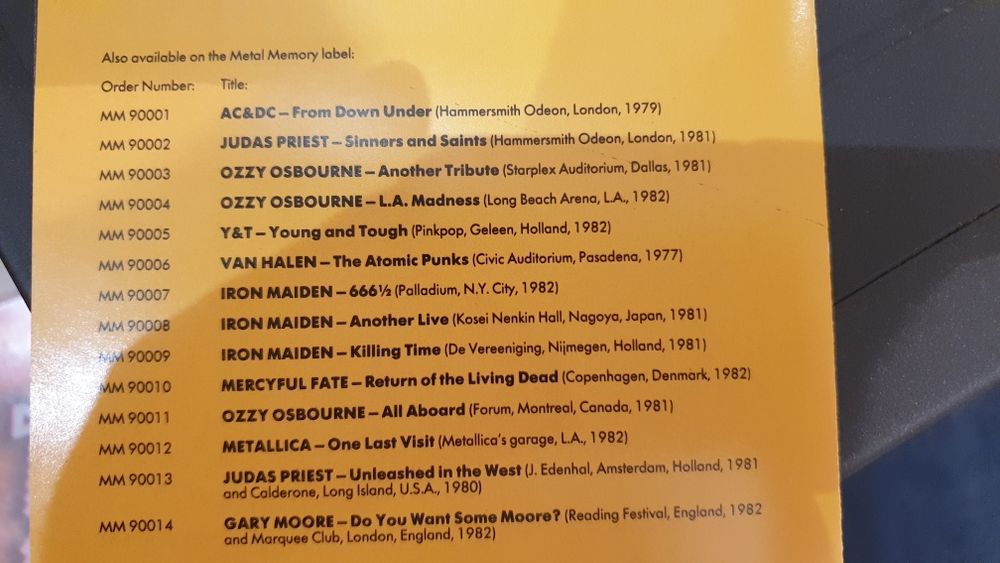 Also available on the Metal Memory label:
Order Number: Title:
MM 90001 AC&DC – From Down Under (Hammersmith Odeon, London, 1979)
MM 90002 JUDAS PRIEST – Sinners and Saints (Hammersmith Odeon, London, 1981)
MM 90003 OZZY OSBOURNE – Another Tribute (Starplex Auditorium, Dallas, 1981)
MM 90004 OZZY OSBOURNE – L.A. Madness (Long Beach Arena, L.A., 1982)
MM 90005 Y&T – Young and Tough (Pinkpop, Geleen, Holland, 1982)
MM 90006 VAN HALEN – The Atomic Punks (Civic Auditorium, Pasadena, 1977)
MM 90007 IRON MAIDEN – 666½ (Palladium, N.Y. City, 1982)
MM 90008 IRON MAIDEN – Another Live (Kosei Nenkin Hall, Nagoya, Japan, 1981)
MM 90009 IRON MAIDEN – Killing Time (De Vereeniging, Nijmegen, Holland, 1981)
MM 90010 MERCYFUL FATE – Return of the Living Dead (Copenhagen, Denmark, 1982)
MM 90011 OZZY OSBOURNE – All Aboard (Forum, Montreal, Canada, 1981)
MM 90012 METALLICA – One Last Visit (Metallica's garage, L.A., 1982)
MM 90013 JUDAS PRIEST – Unleashed in the West (J. Edenhal, Amsterdam, Holland, 1981
and Calderone, Long Island, U.S.A., 1980)
MM 90014 GARY MOORE – Do You Want Some Moore? (Reading Festival, England, 1982
and Marquee Club, London, England, 1982)